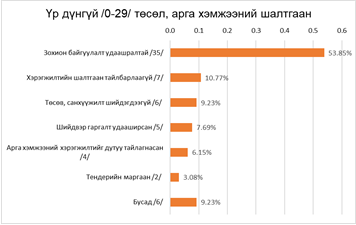 Үр дүнгүй /0-29/ төсөл, арга хэмжээний шалтгаан
0.0 0.1 0.2 0.3 0.4 0.5 0.6
Зохион байгуулалт удаашралтай /35/ 53.85%
Хэрэгжилтийн шалтгаан тайлбарлаагүй /7/ 10.77%
Төсөв, санхүүжилт шийдэгдээгүй /6/ 9.23%
Шийдвэр гаргалт удааширсан /5/ 7.69%
Арга хэмжээний хэрэгжилтийг дутуу тайлагнасан
/4/ 6.15%
Тендерийн маргаан /2/ 3.08%
Бусад /6/ 9.23%